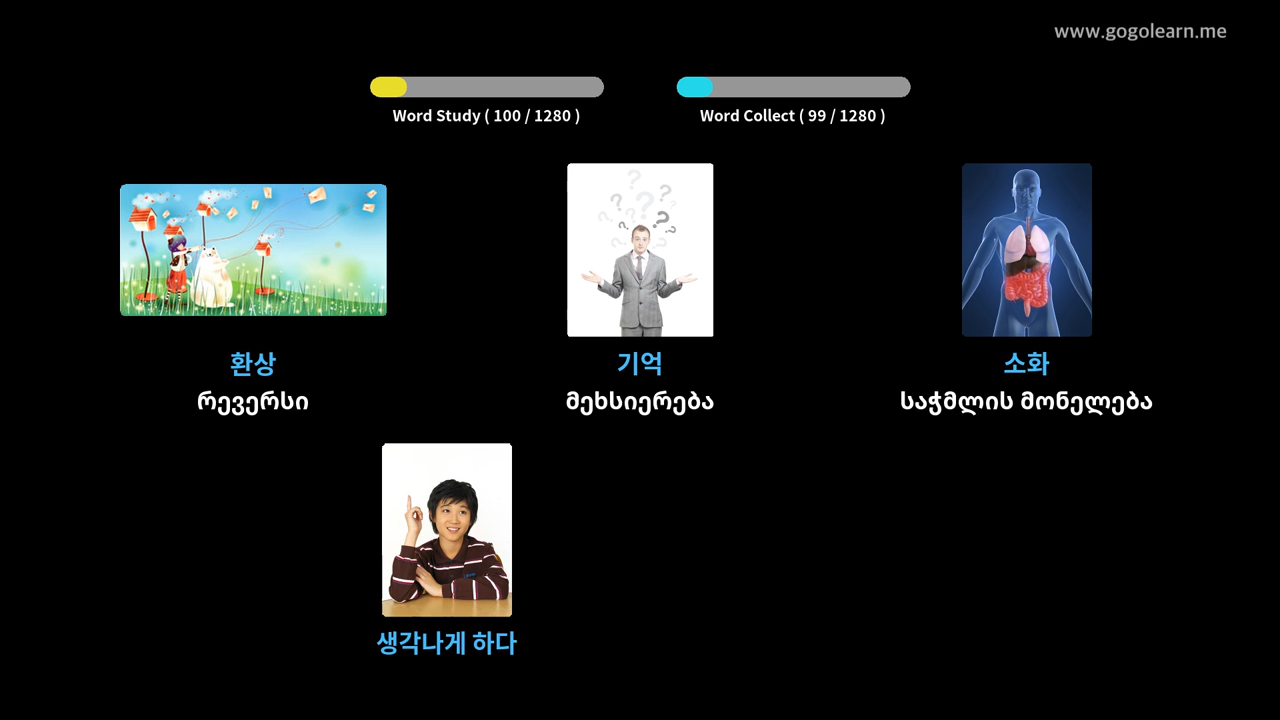 www.gogolearn.me
Word Study ( 100 / 1280 )
Word Collect ( 99 / 1280 )
환상
기억
소화
რევერსი
მეხსიერება
საჭმლის მონელება
생각나게 하다